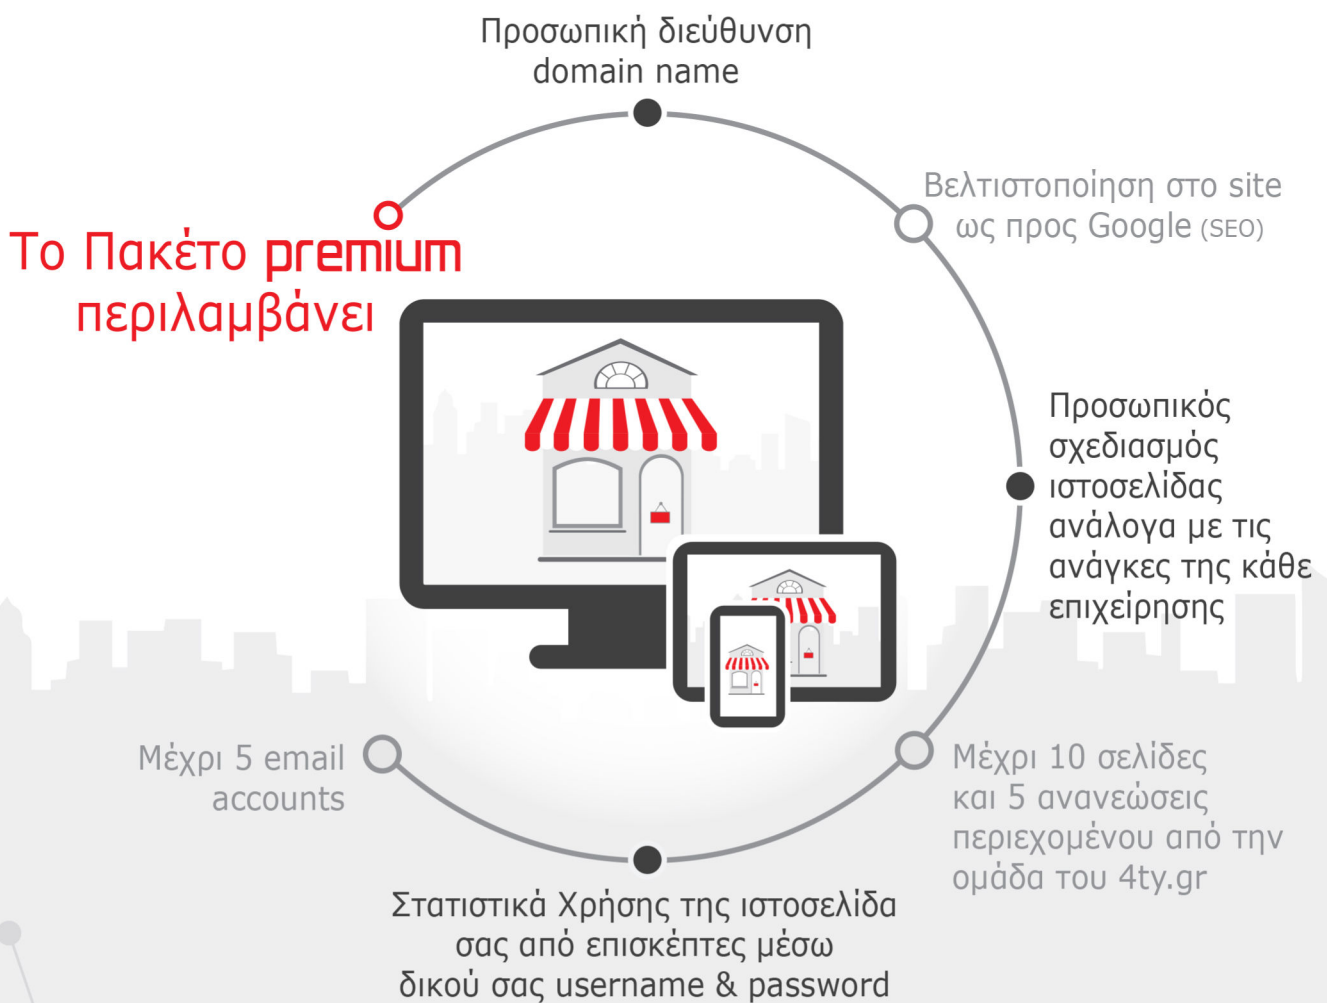 Το Πακέτο premium
περιλαμβάνει
Προσωπική διεύθυνση
domain name
Βελτιστοποίηση στο site
ως προς Google (SEO)
Προσωπικός
σχεδιασμός
ιστοσελίδας
ανάλογα με τις
ανάγκες της κάθε
επιχείρησης
Μέχρι 10 σελίδες
και 5 ανανεώσεις
περιεχομένου από την
ομάδα του 4ty.gr
Στατιστικά Χρήσης της ιστοσελίδα
σας από επισκέπτες μέσω
δικού σας username & password
Μέχρι 5 email
accounts